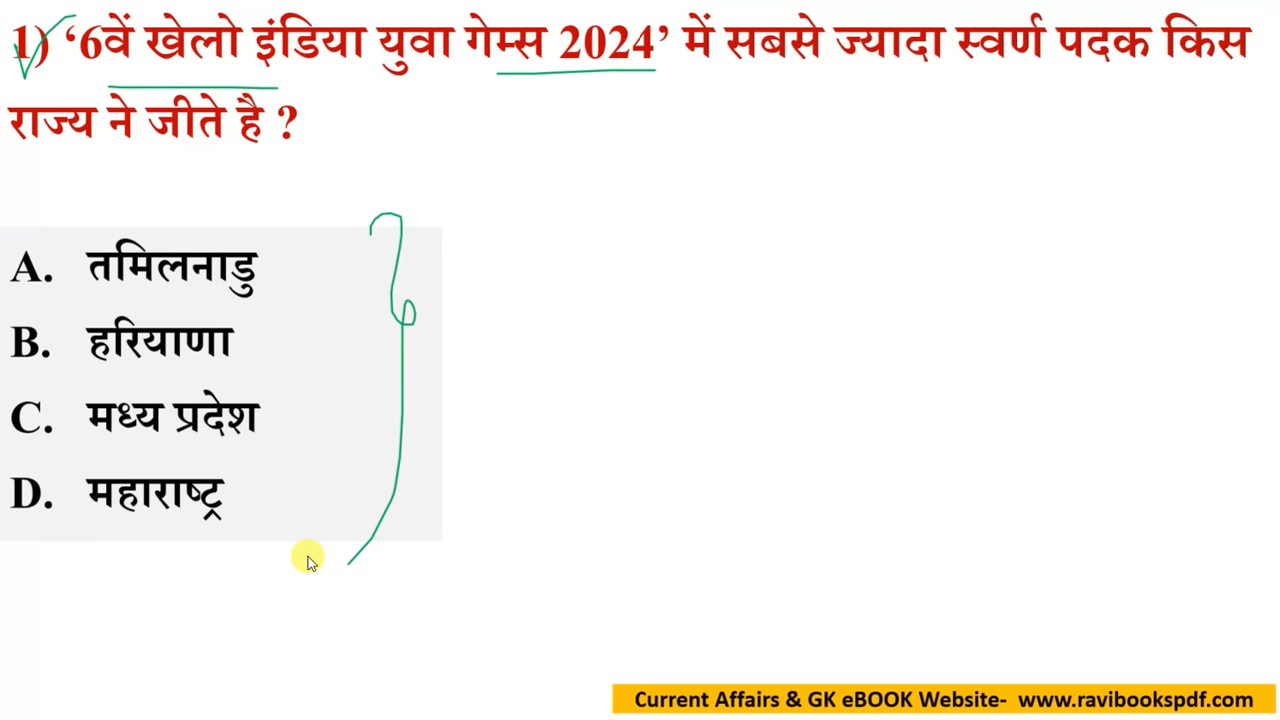 1) ‘6वें खेलो इंडिया युवा गेम्स 2024’ में सबसे ज्यादा स्वर्ण पदक किस
राज्य ने जीते है ?
A. तमिलनाडु
B. हरियाणा
C. मध्य प्रदेश
D. महाराष्ट्र
Current Affairs & GK eBOOK Website- www.ravibookspdf.com